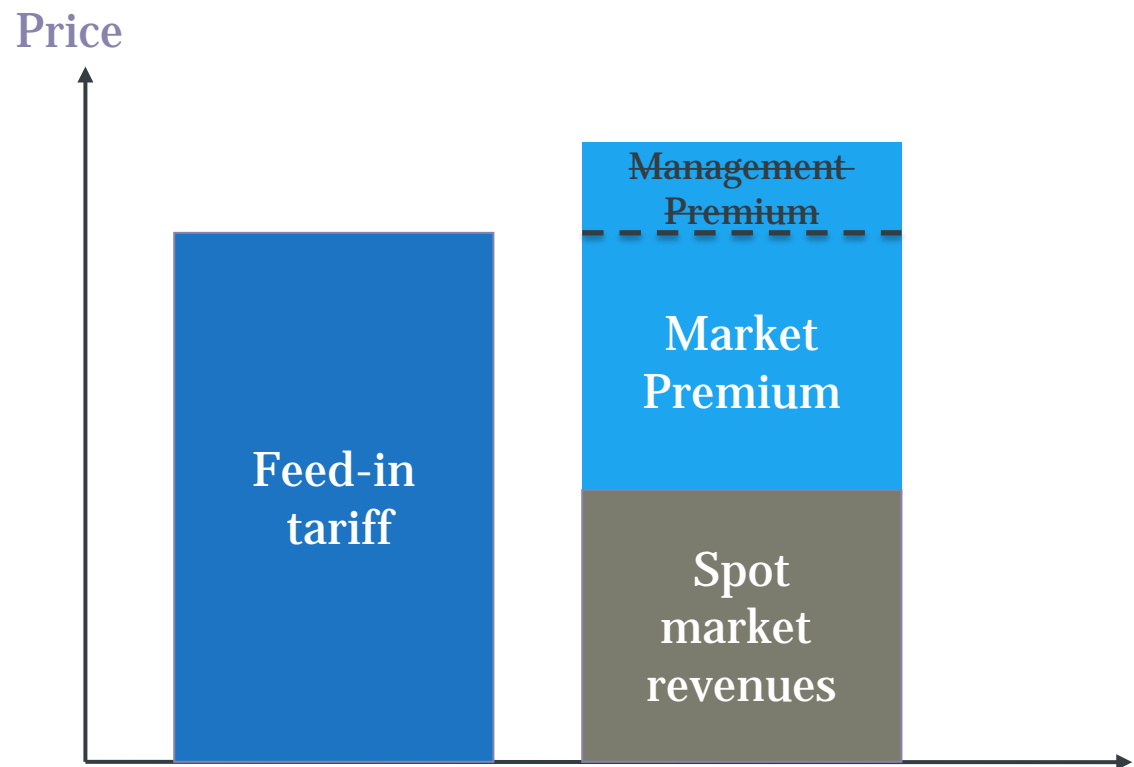 Price
Management
Premium
Market
Premium
Feed-in
tariff
Spot
market
revenues